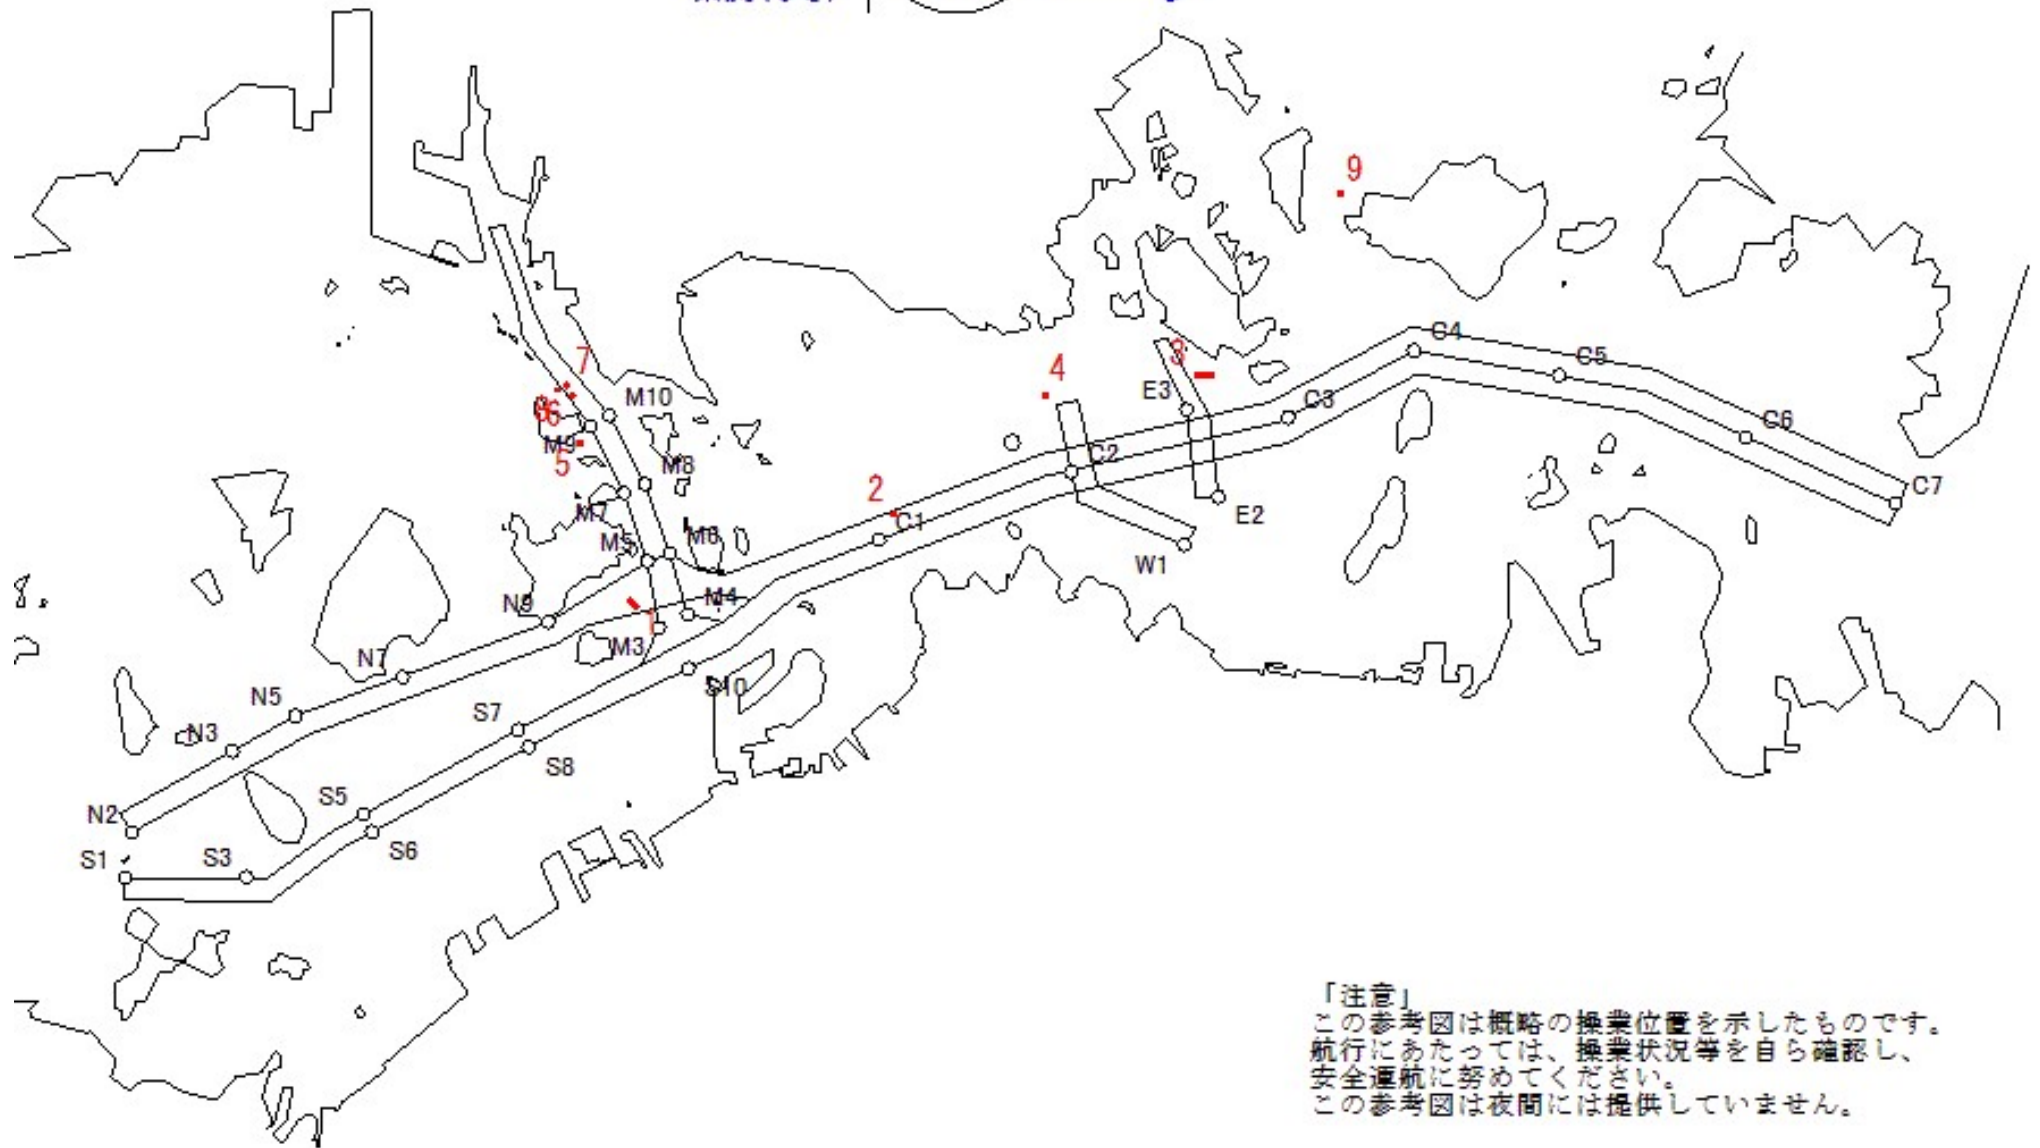 9
C4
C5
3
7
4
E3
M10
C3
8
6
C6
M9
5
M8
C2
C7
2
M7
E2
C1
M5
M6
W1
N9
M4
1
M3
N7
S10
N5
S7
N3
S8
S5
N2
S6
S1
S3
「注意」
この参考図は概略の操業位置を示したものです。
航行にあたっては、操業状況等を自ら確認し、
安全運航に努めてください。
この参考図は夜間には提供していません。